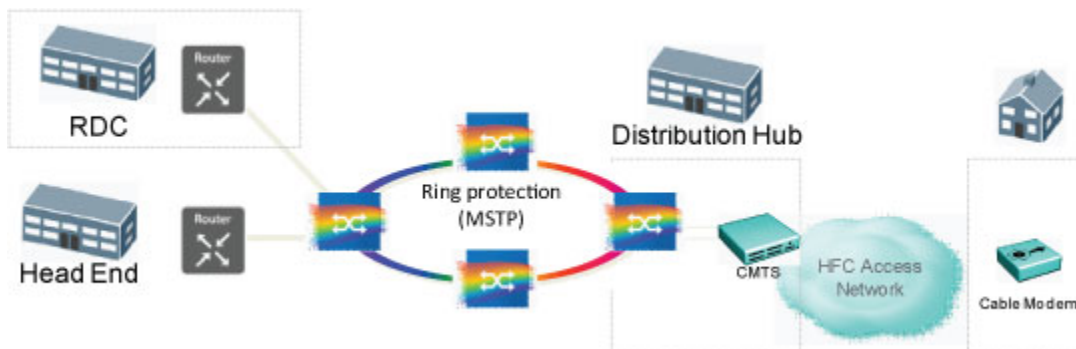 Router
RDC
Distribution Hub
Ring protection
(MSTP)
Router
Head End
CMTS
HFC Access
Network
Cable Modem